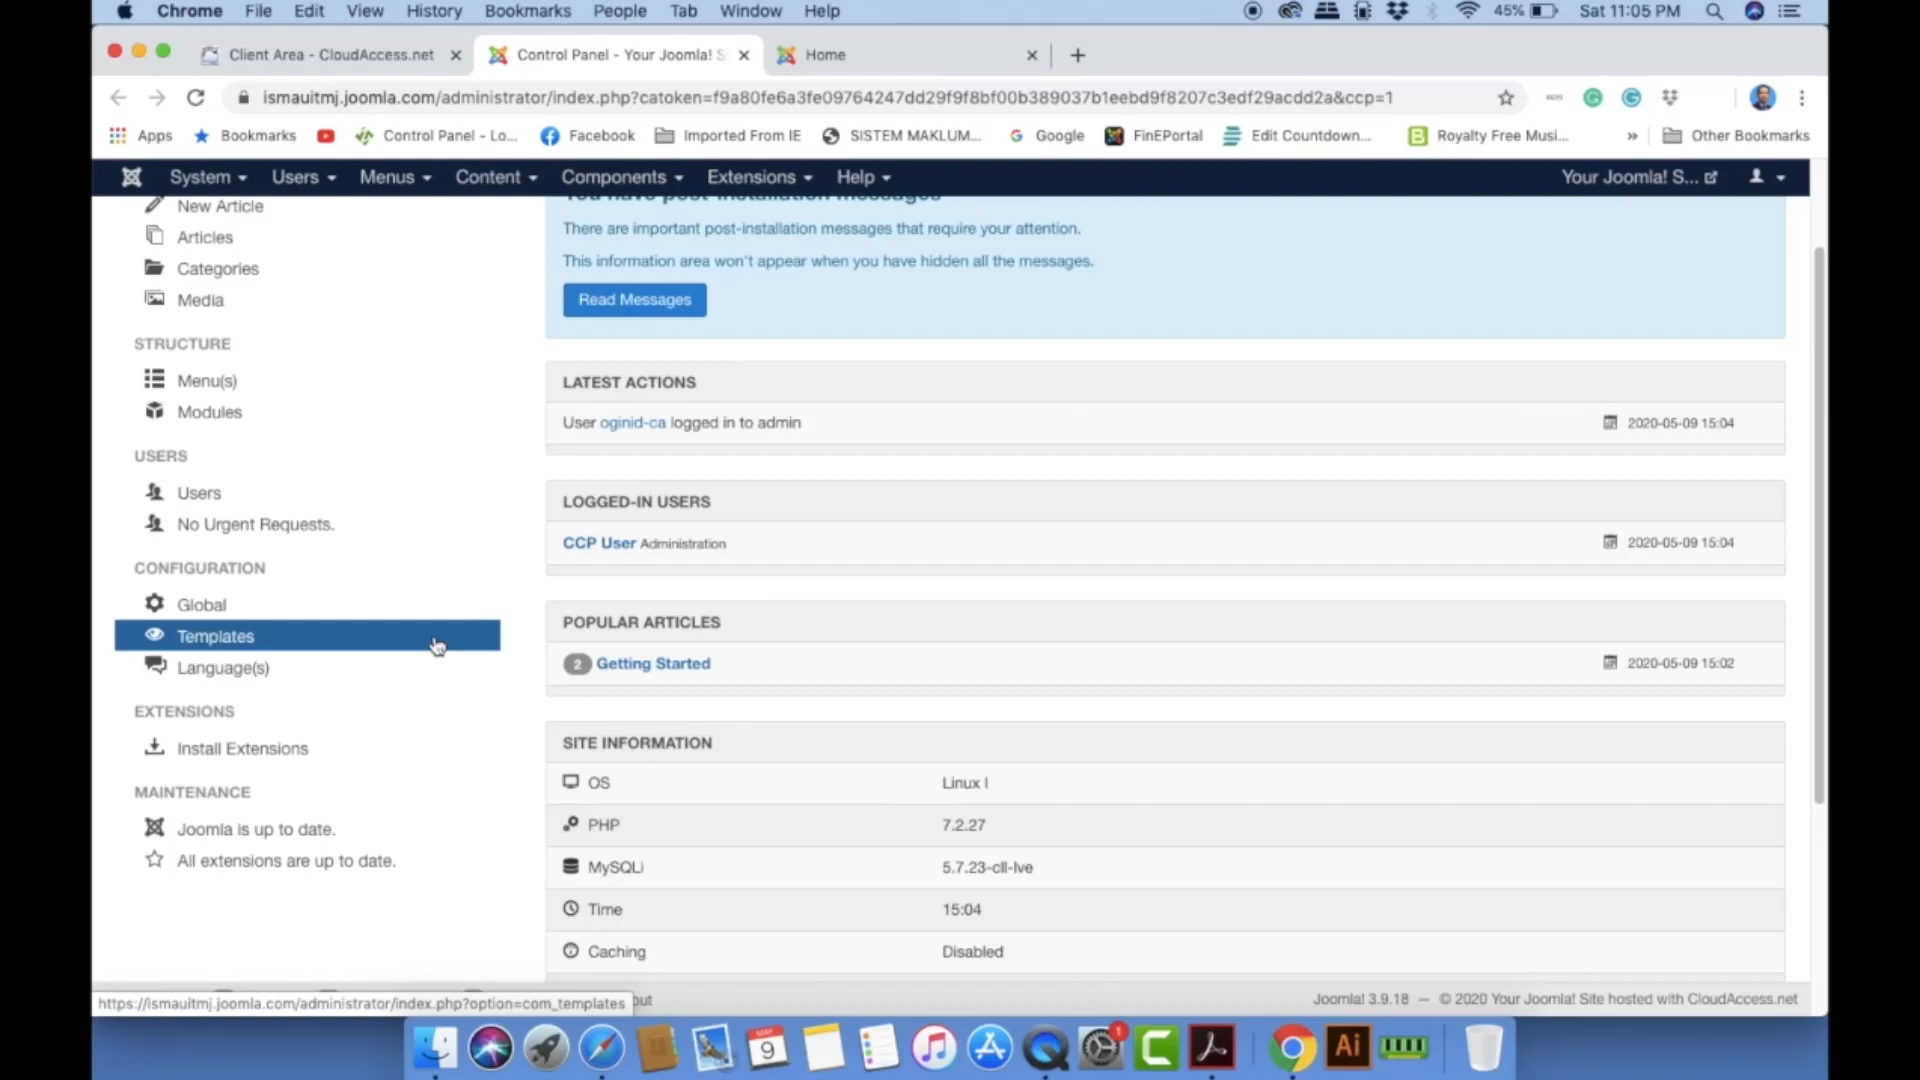 Chrome File Edit View History Bookmarks People Tab Window Help 45% Sat 11:05 PM
Client Area - CloudAccess.net Control Panel - Your Joomla! S Home
ismauitmj.joomla.com/administrator/index.php?catoken=f9a80fe6a3fe09764247dd29f9f8bf00b389037b1eebd9f8207c3edf29acdd2a&ccp=1
Apps Bookmarks Control Panel - Lo... Facebook Imported From IE SISTEM MAKLUM... Google FinEPortal Edit Countdown... Royalty Free Musi... » Other Bookmarks
System Users Menus Content Components Extensions Help Your Joomla! S...
New Article
Articles
Categories
Media
STRUCTURE
Menu(s)
Modules
USERS
Users
No Urgent Requests.
CONFIGURATION
Global
Templates
Language(s)
EXTENSIONS
Install Extensions
MAINTENANCE
Joomla is up to date.
All extensions are up to date.
You have post-installation messages
There are important post-installation messages that require your attention.
This information area won't appear when you have hidden all the messages.
Read Messages
LATEST ACTIONS
User oginid-ca logged in to admin 2020-05-09 15:04
LOGGED-IN USERS
CCP User Administration 2020-05-09 15:04
POPULAR ARTICLES
2 Getting Started 2020-05-09 15:02
SITE INFORMATION
OS Linux l
PHP 7.2.27
MySQLi 5.7.23-cll-lve
Time 15:04
Caching Disabled
https://ismauitmj.joomla.com/administrator/index.php?option=com_templates out Joomla! 3.9.18 — © 2020 Your Joomla! Site hosted with CloudAccess.net
MAY
9
1
Ai